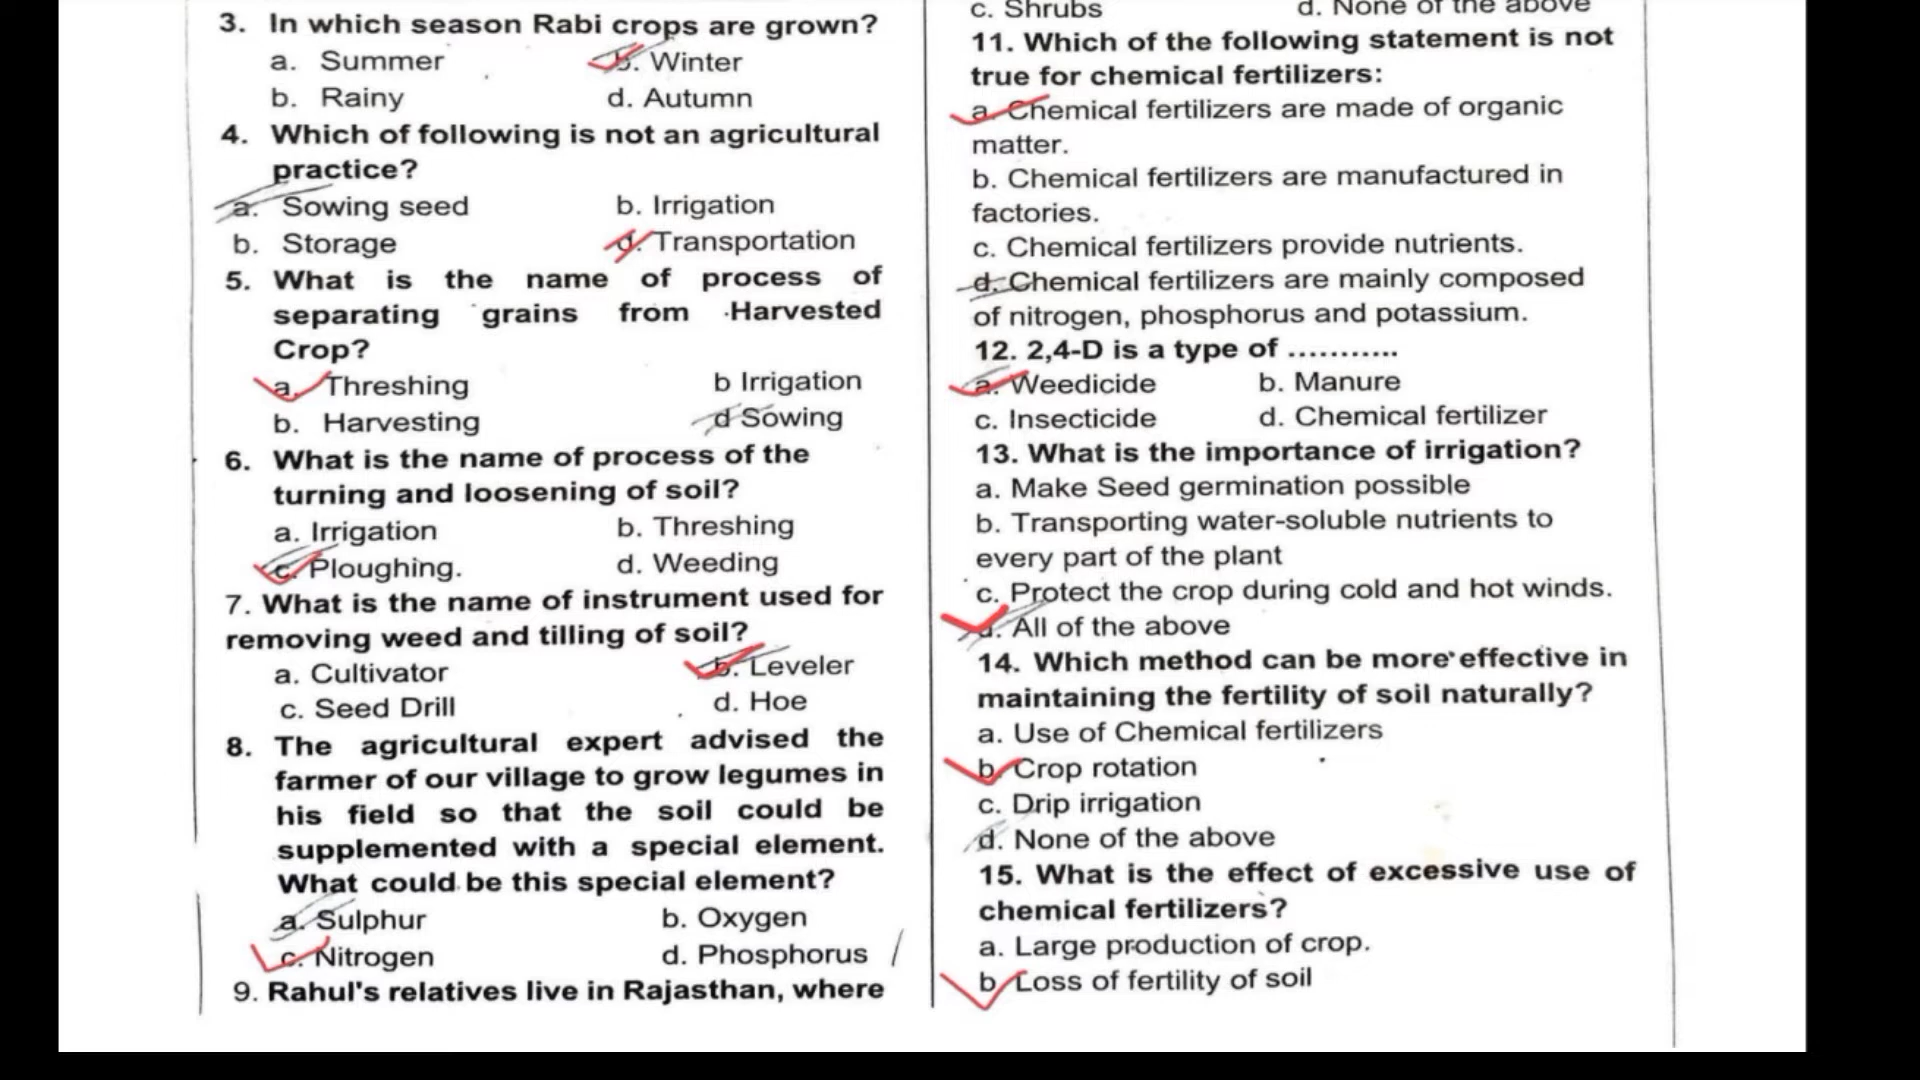 3. In which season Rabi crops are grown?
a. Summer b. Winter
b. Rainy d. Autumn
4. Which of following is not an agricultural
practice?
a. Sowing seed b. Irrigation
b. Storage d. Transportation
5. What is the name of process of
separating grains from Harvested
Crop?
a. Threshing b Irrigation
b. Harvesting d Sowing
6. What is the name of process of the
turning and loosening of soil?
a. Irrigation b. Threshing
c. Ploughing. d. Weeding
7. What is the name of instrument used for
removing weed and tilling of soil?
a. Cultivator b. Leveler
c. Seed Drill d. Hoe
8. The agricultural expert advised the
farmer of our village to grow legumes in
his field so that the soil could be
supplemented with a special element.
What could be this special element?
a. Sulphur b. Oxygen
c. Nitrogen d. Phosphorus
9. Rahul's relatives live in Rajasthan, where
c. Shrubs d. None of the above
11. Which of the following statement is not
true for chemical fertilizers:
a. Chemical fertilizers are made of organic
matter.
b. Chemical fertilizers are manufactured in
factories.
c. Chemical fertilizers provide nutrients.
d. Chemical fertilizers are mainly composed
of nitrogen, phosphorus and potassium.
12. 2,4-D is a type of ...........
a. Weedicide b. Manure
c. Insecticide d. Chemical fertilizer
13. What is the importance of irrigation?
a. Make Seed germination possible
b. Transporting water-soluble nutrients to
every part of the plant
c. Protect the crop during cold and hot winds.
d. All of the above
14. Which method can be more effective in
maintaining the fertility of soil naturally?
a. Use of Chemical fertilizers
b. Crop rotation
c. Drip irrigation
d. None of the above
15. What is the effect of excessive use of
chemical fertilizers?
a. Large production of crop.
b. Loss of fertility of soil